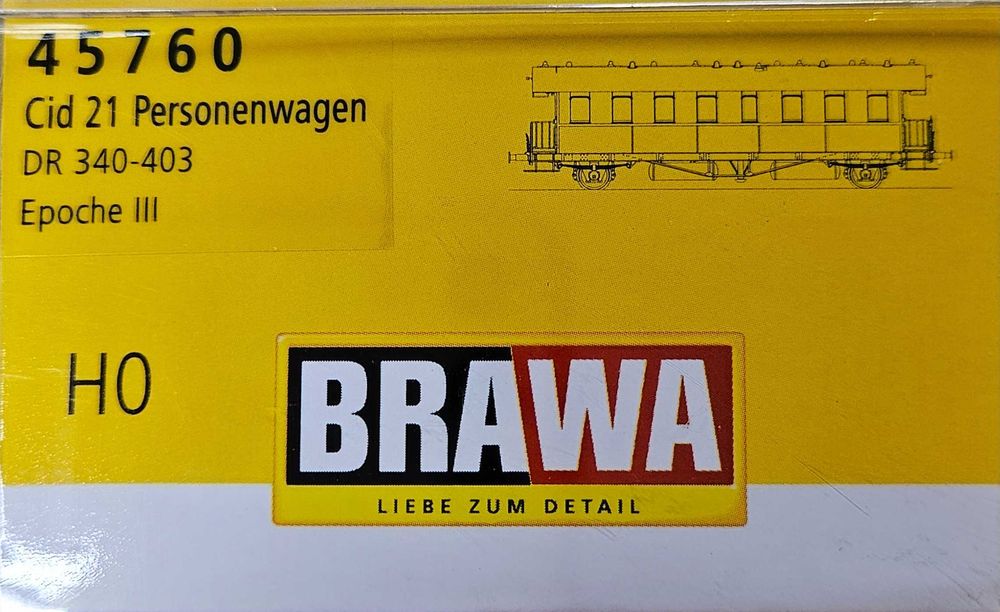 45760
Cid 21 Personenwagen
DR 340-403
Epoche III
H0
BRAWA
LIEBE ZUM DETAIL